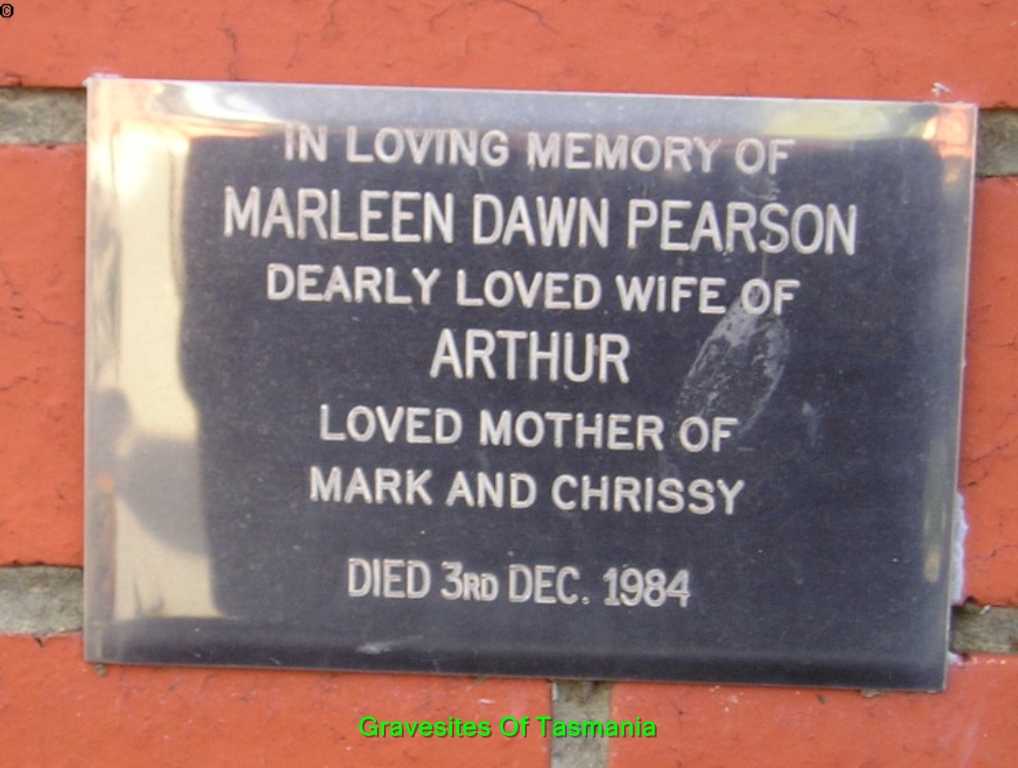 ©
IN LOVING MEMORY OF
MARLEEN DAWN PEARSON
DEARLY LOVED WIFE OF
ARTHUR
LOVED MOTHER OF
MARK AND CHRISSY
DIED 3RD DEC. 1984
Gravesites Of Tasmania